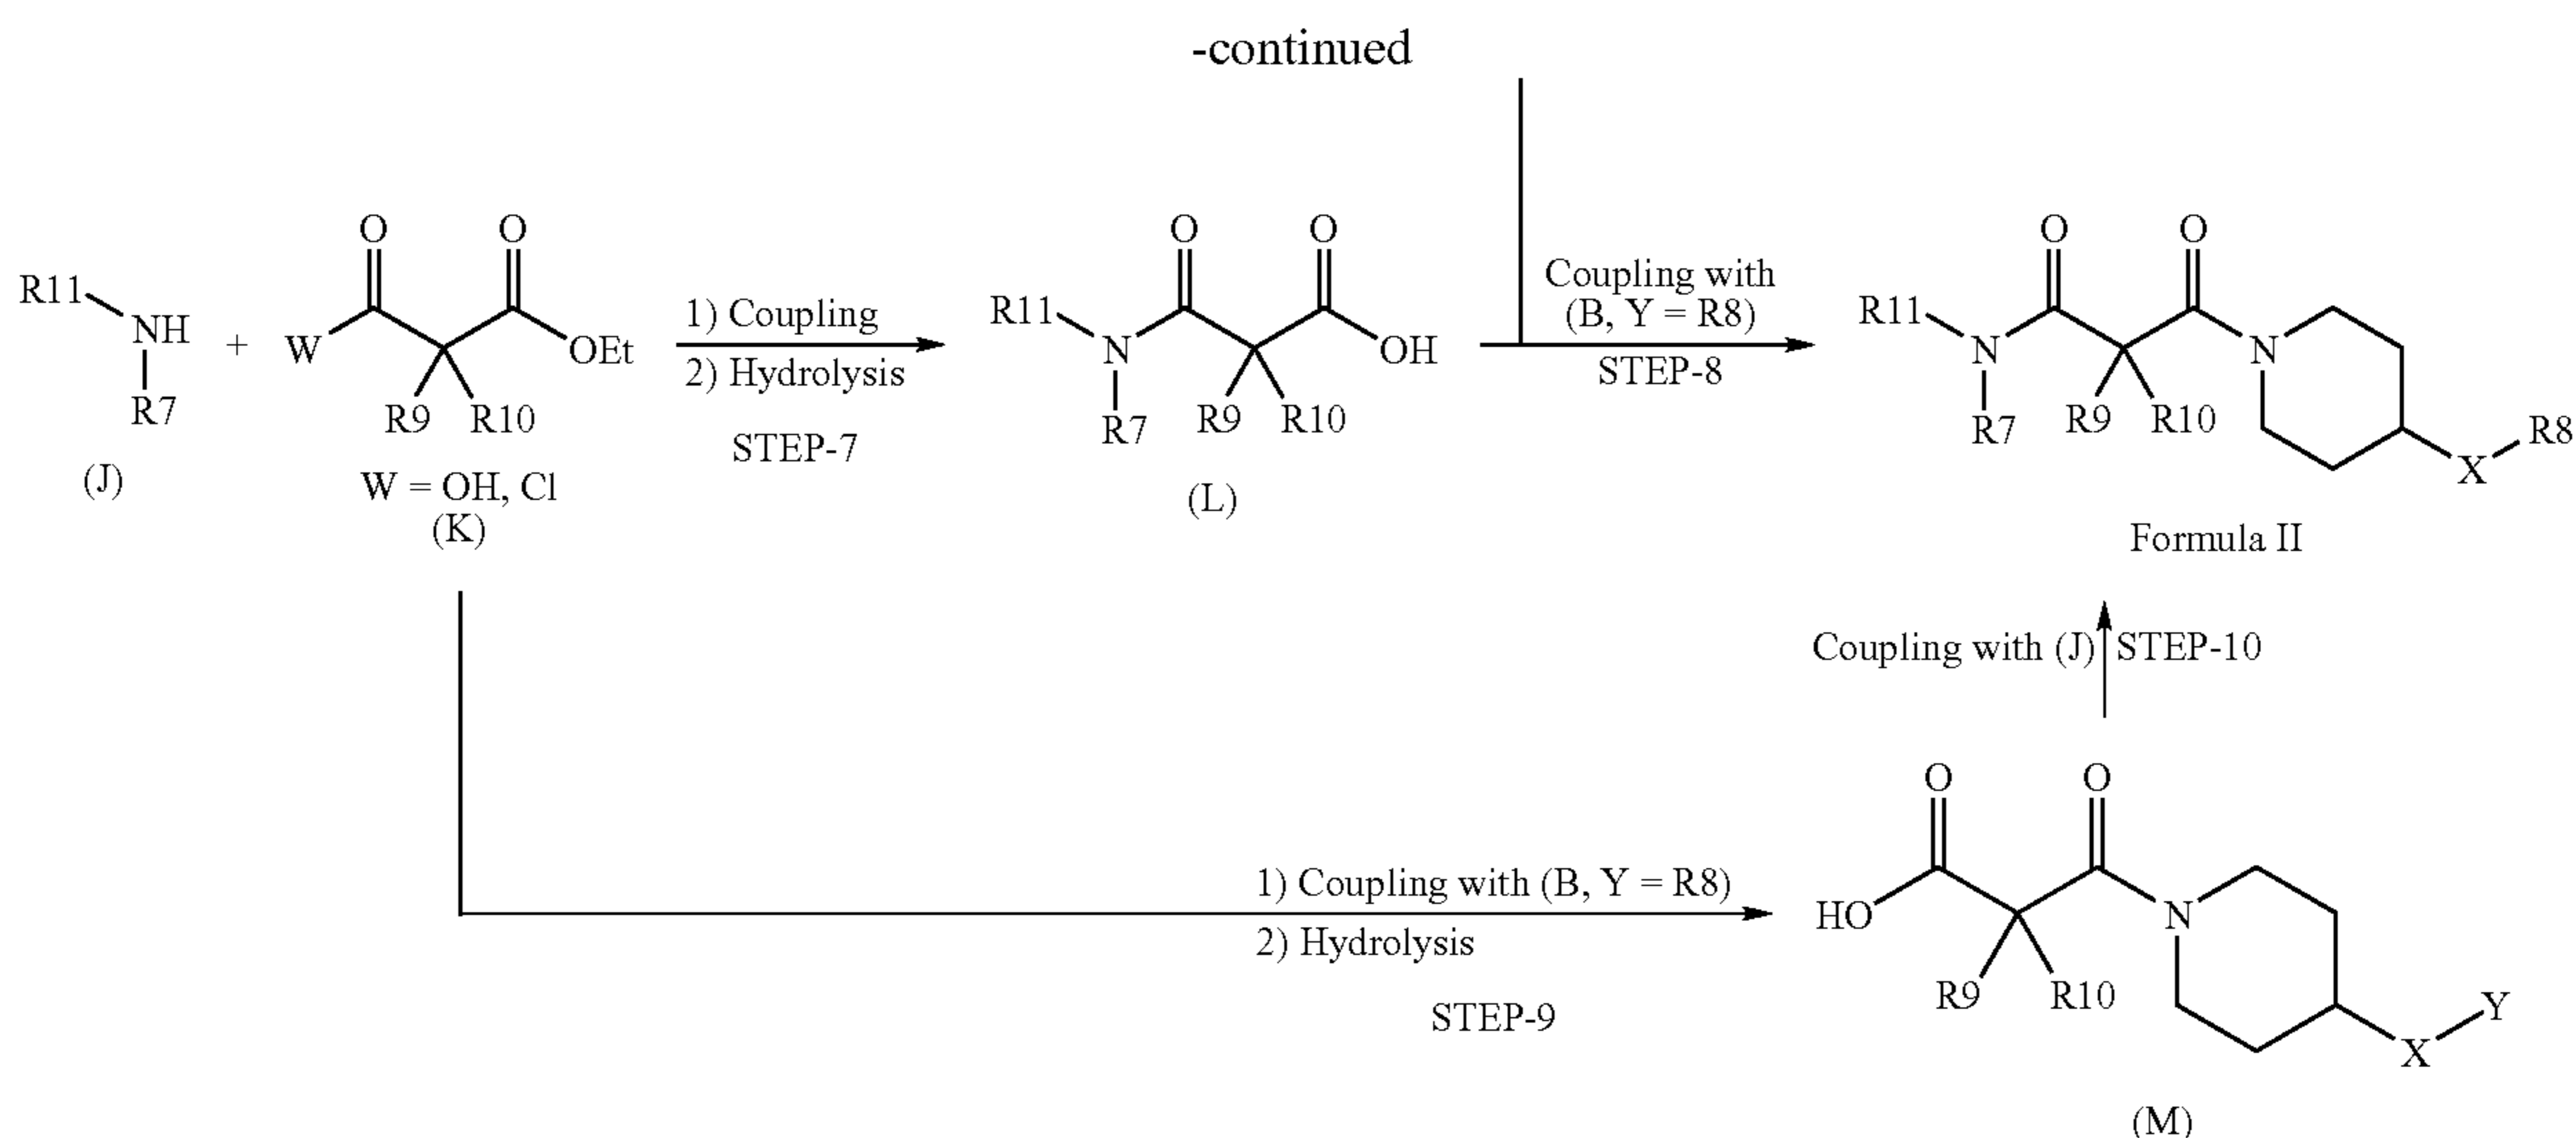 -continued
O O
R11 NH + W OEt
R7 R9 R10
(J)
W = OH, Cl
(K)
1) Coupling
2) Hydrolysis
STEP-7
O O
R11 N OH
R7 R9 R10
(L)
Coupling with
(B, Y = R8)
STEP-8
O O
R11 N N
R7 R9 R10
X R8
Formula II
Coupling with (J) STEP-10
1) Coupling with (B, Y = R8)
2) Hydrolysis
STEP-9
O O
HO N
R9 R10
X Y
(M)